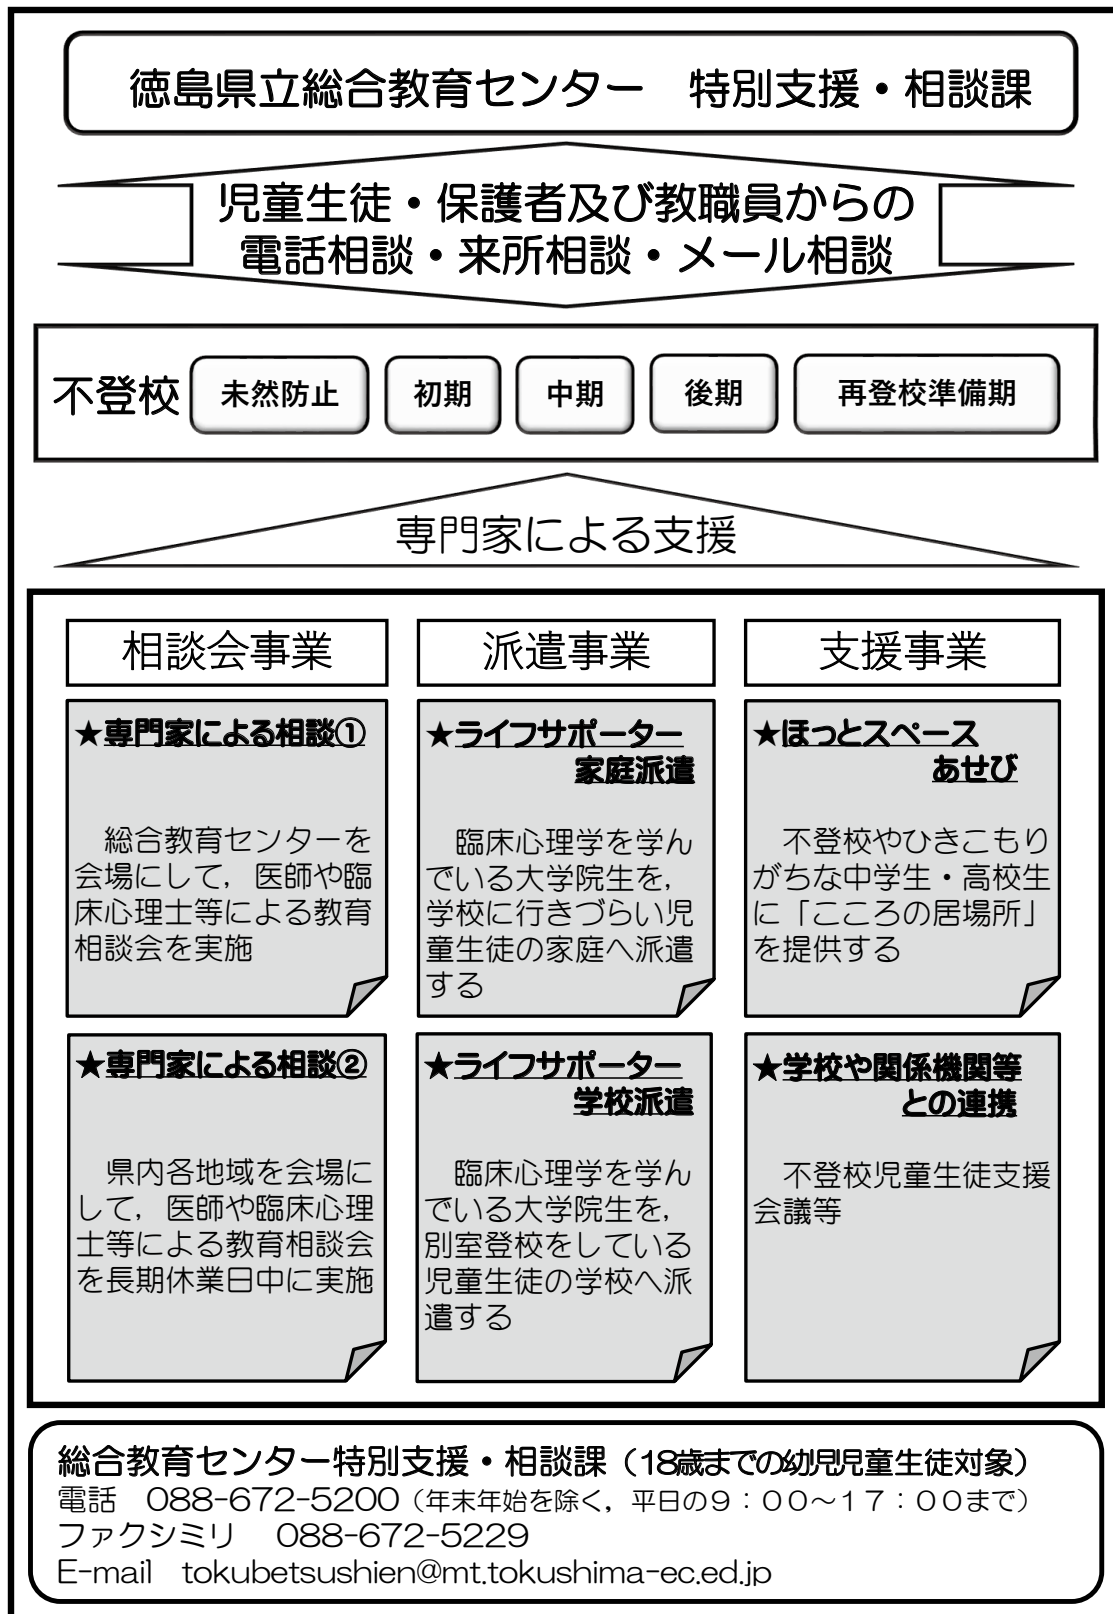 徳島県立総合教育センター　特別支援・相談課
児童生徒・保護者及び教職員からの
電話相談・来所相談・メール相談
不登校 未然防止 初期 中期 後期 再登校準備期
専門家による支援
相談会事業
★専門家による相談①
総合教育センターを
会場にして，医師や臨
床心理士等による教育
相談会を実施
★専門家による相談②
県内各地域を会場に
して，医師や臨床心理
士等による教育相談会
を長期休業日中に実施
派遣事業
★ライフサポーター
家庭派遣
臨床心理学を学ん
でいる大学院生を，
学校に行きづらい児
童生徒の家庭へ派遣
する
★ライフサポーター
学校派遣
臨床心理学を学ん
でいる大学院生を，
別室登校をしている
児童生徒の学校へ派
遣する
支援事業
★ほっとスペース
あせび
不登校やひきこもり
がちな中学生・高校生
に「こころの居場所」
を提供する
★学校や関係機関等
との連携
不登校児童生徒支援
会議等
総合教育センター特別支援・相談課（18歳までの幼児児童生徒対象）
電話　088-672-5200（年末年始を除く，平日の９：００～１７：００まで）
ファクシミリ　088-672-5229
E-mail　tokubetsushien@mt.tokushima-ec.ed.jp